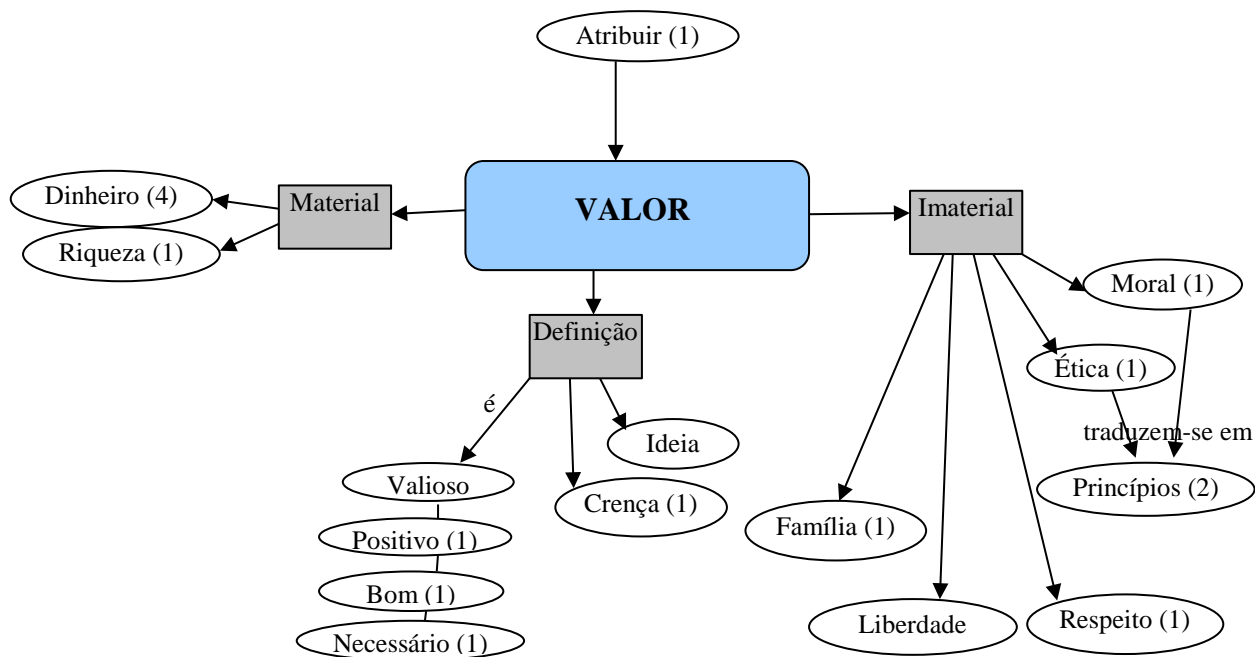 Atribuir (1)
VALOR
Dinheiro (4)
Material
Imaterial
Riqueza (1)
Moral (1)
Definição
Ética (1)
é
traduzem-se em
Ideia
Valioso
Princípios (2)
Crença (1)
Família (1)
Positivo (1)
Bom (1)
Liberdade
Respeito (1)
Necessário (1)